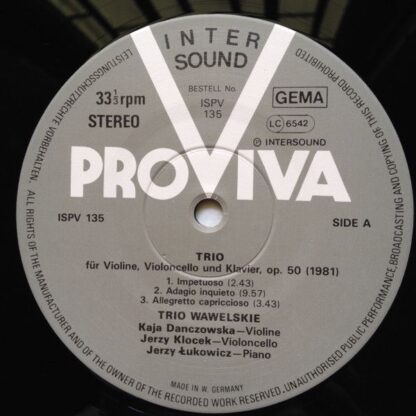 INTER
SOUND
BESTELL No.
ISPV
135
33⅓rpm
STEREO
GEMA
LC 6542
℗ INTERSOUND
PROVIVA
ISPV 135
SIDE A
TRIO
für Violine, Violoncello und Klavier, op. 50 (1981)
1. Impetuoso (2.43)
2. Adagio inquieto (9.57)
3. Allegretto capriccioso (3.43)
TRIO WAWELSKIE
Kaja Danczowska–Violine
Jerzy Klocek–Violoncello
Jerzy Łukowicz–Piano
MADE IN W. GERMANY
LEISTUNGSSCHUTZRECHTE VORBEHALTEN. ALL RIGHTS OF THE MANUFACTURER AND OF THE OWNER OF THE RECORDED WORK RESERVED. UNAUTHORISED PUBLIC PERFORMANCE, BROADCASTING AND COPYING OF THIS RECORD PROHIBITED